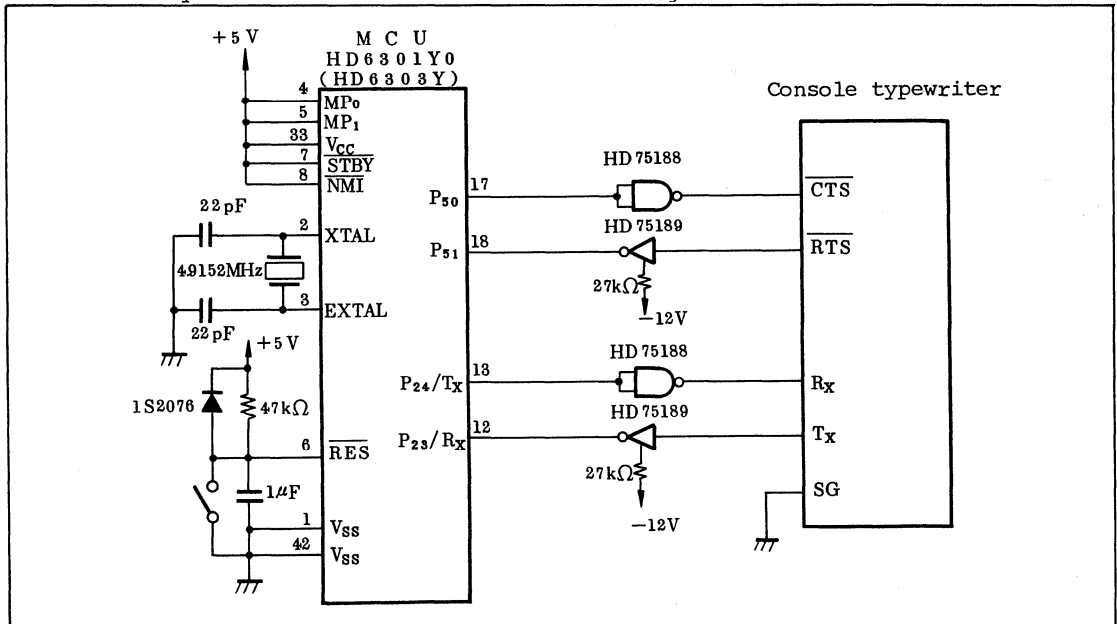 +5V
M C U
HD6301Y0
(HD6303Y)
Console typewriter
4 MP0
5 MP1
33 VCC
7 STBY
8 NMI
22pF
2 XTAL
4.9152MHz
3 EXTAL
22pF
+5V
1S2076
47kΩ
6 RES
1μF
1 VSS
42 VSS
P50 17
P51 18
P24/TX 13
P23/RX 12
HD75188
HD75189
27kΩ
−12V
HD75188
HD75189
27kΩ
−12V
CTS
RTS
RX
TX
SG